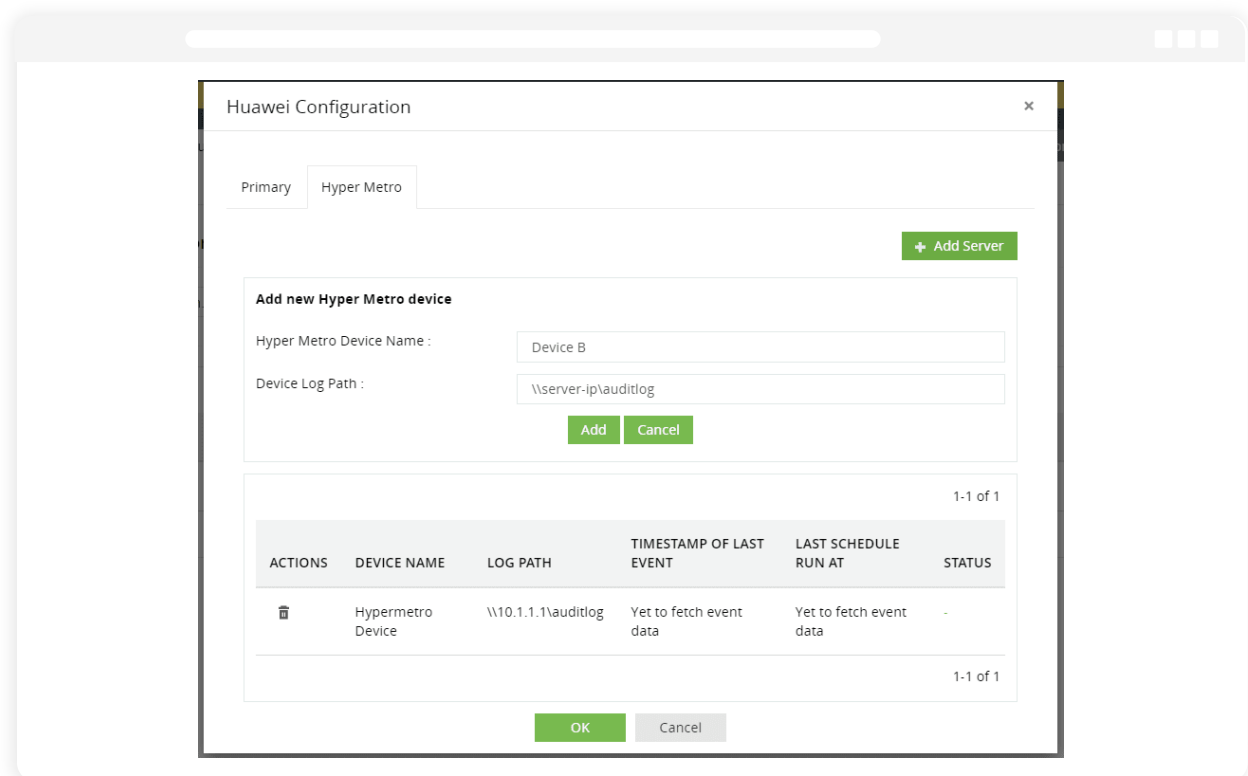 Huawei Configuration
×
Primary
Hyper Metro
+ Add Server
Add new Hyper Metro device
Hyper Metro Device Name :
Device B
Device Log Path :
\\server-ip\auditlog
Add
Cancel
1-1 of 1
ACTIONS
DEVICE NAME
LOG PATH
TIMESTAMP OF LAST
EVENT
LAST SCHEDULE
RUN AT
STATUS
Hypermetro
Device
\\10.1.1.1\auditlog
Yet to fetch event
data
Yet to fetch event
data
-
1-1 of 1
OK
Cancel